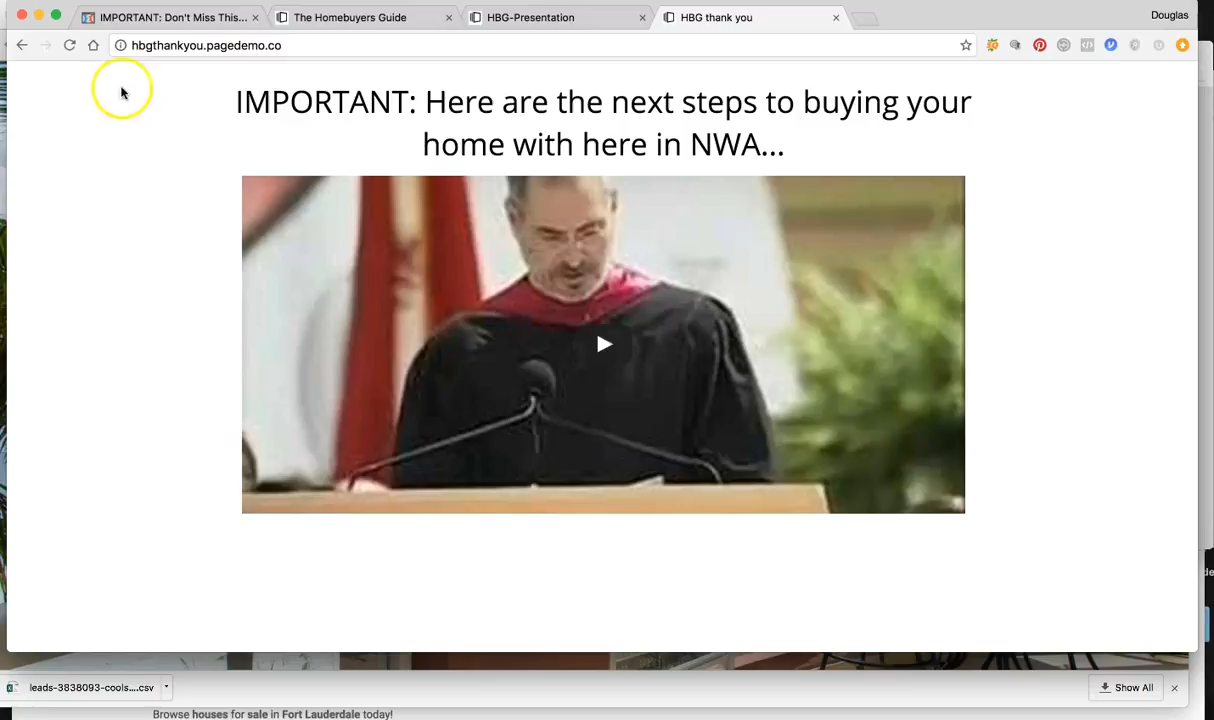 IMPORTANT: Don't Miss This...
The Homebuyers Guide
HBG-Presentation
HBG thank you
Douglas
hbgthankyou.pagedemo.co
IMPORTANT: Here are the next steps to buying your
home with here in NWA...
leads-3838093-cools....csv
Show All
Browse houses for sale in Fort Lauderdale today!